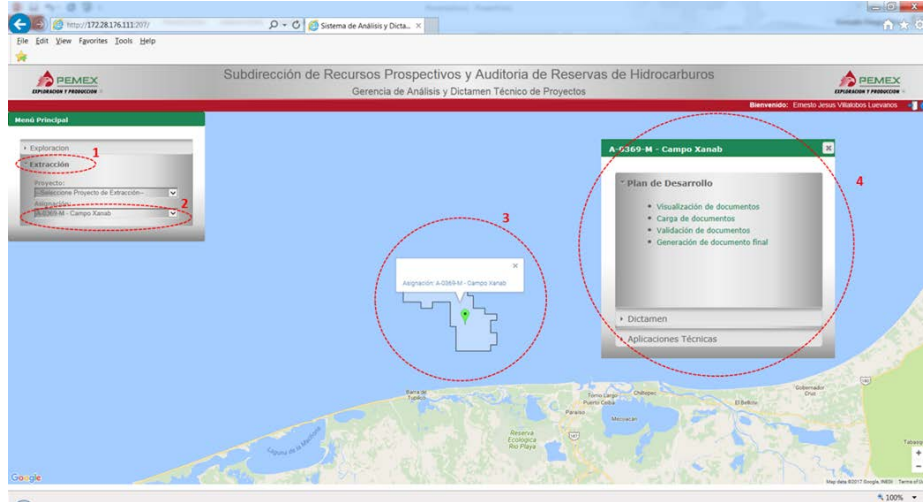 http://172.28.176.111:207/
Sistema de Análisis y Dicta...
File Edit View Favorites Tools Help
PEMEX
EXPLORACION Y PRODUCCION
Subdirección de Recursos Prospectivos y Auditoria de Reservas de Hidrocarburos
Gerencia de Análisis y Dictamen Técnico de Proyectos
PEMEX
EXPLORACION Y PRODUCCION
Bienvenido: Ernesto Jesus Villalobos Luevanos
Menú Principal
Exploracion
1
Extracción
Proyecto:
--Seleccione Proyecto de Extracción--
Asignación:
2
A-0369-M - Campo Xanab
3
Asignación: A-0369-M - Campo Xanab
A-0369-M - Campo Xanab
4
Plan de Desarrollo
Visualización de documentos
Carga de documentos
Validación de documentos
Generación de documento final
Dictamen
Aplicaciones Técnicas
Barra de Tupilco
Torno Largo
Chiltepec
Puerto Ceiba
Paraíso
El Bellote
Mecoacán
Gobernador Cruz
Laguna de la Machona
Reserva Ecologica Rio Playa
Google
Map data ©2017 Google, INEGI
100%